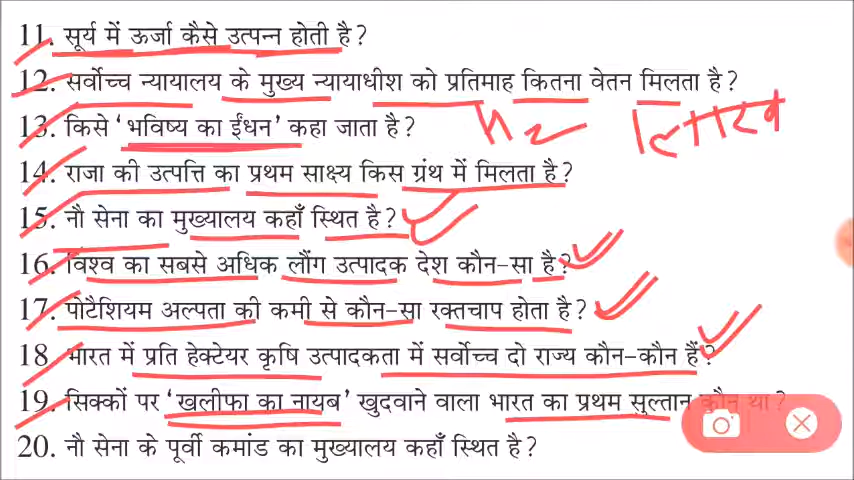 11. सूर्य में ऊर्जा कैसे उत्पन्न होती है?
12. सर्वोच्च न्यायालय के मुख्य न्यायाधीश को प्रतिमाह कितना वेतन मिलता है?
13. किसे ‘भविष्य का ईंधन’ कहा जाता है?
H2
14. राजा की उत्पत्ति का प्रथम साक्ष्य किस ग्रंथ में मिलता है?
15. नौ सेना का मुख्यालय कहाँ स्थित है?
16. विश्व का सबसे अधिक लौंग उत्पादक देश कौन-सा है?
17. पोटैशियम अल्पता की कमी से कौन-सा रक्तचाप होता है?
18. भारत में प्रति हेक्टेयर कृषि उत्पादकता में सर्वोच्च दो राज्य कौन-कौन हैं?
19. सिक्कों पर ‘खलीफा का नायब’ खुदवाने वाला भारत का प्रथम सुल्तान कौन था?
20. नौ सेना के पूर्वी कमांड का मुख्यालय कहाँ स्थित है?